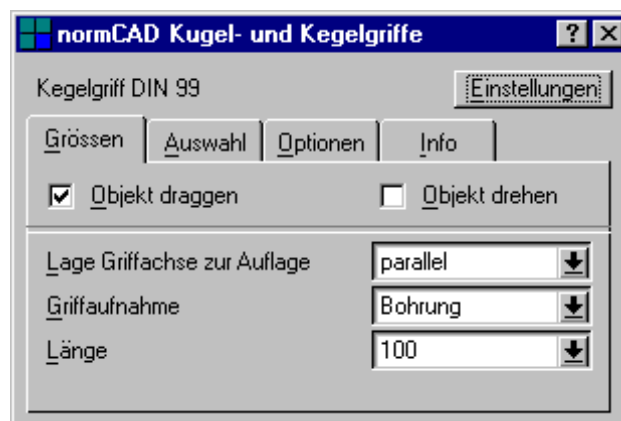 normCAD Kugel- und Kegelgriffe
Kegelgriff DIN 99 Einstellungen
Grössen Auswahl Optionen Info
Objekt draggen Objekt drehen
Lage Griffachse zur Auflage parallel
Griffaufnahme Bohrung
Länge 100